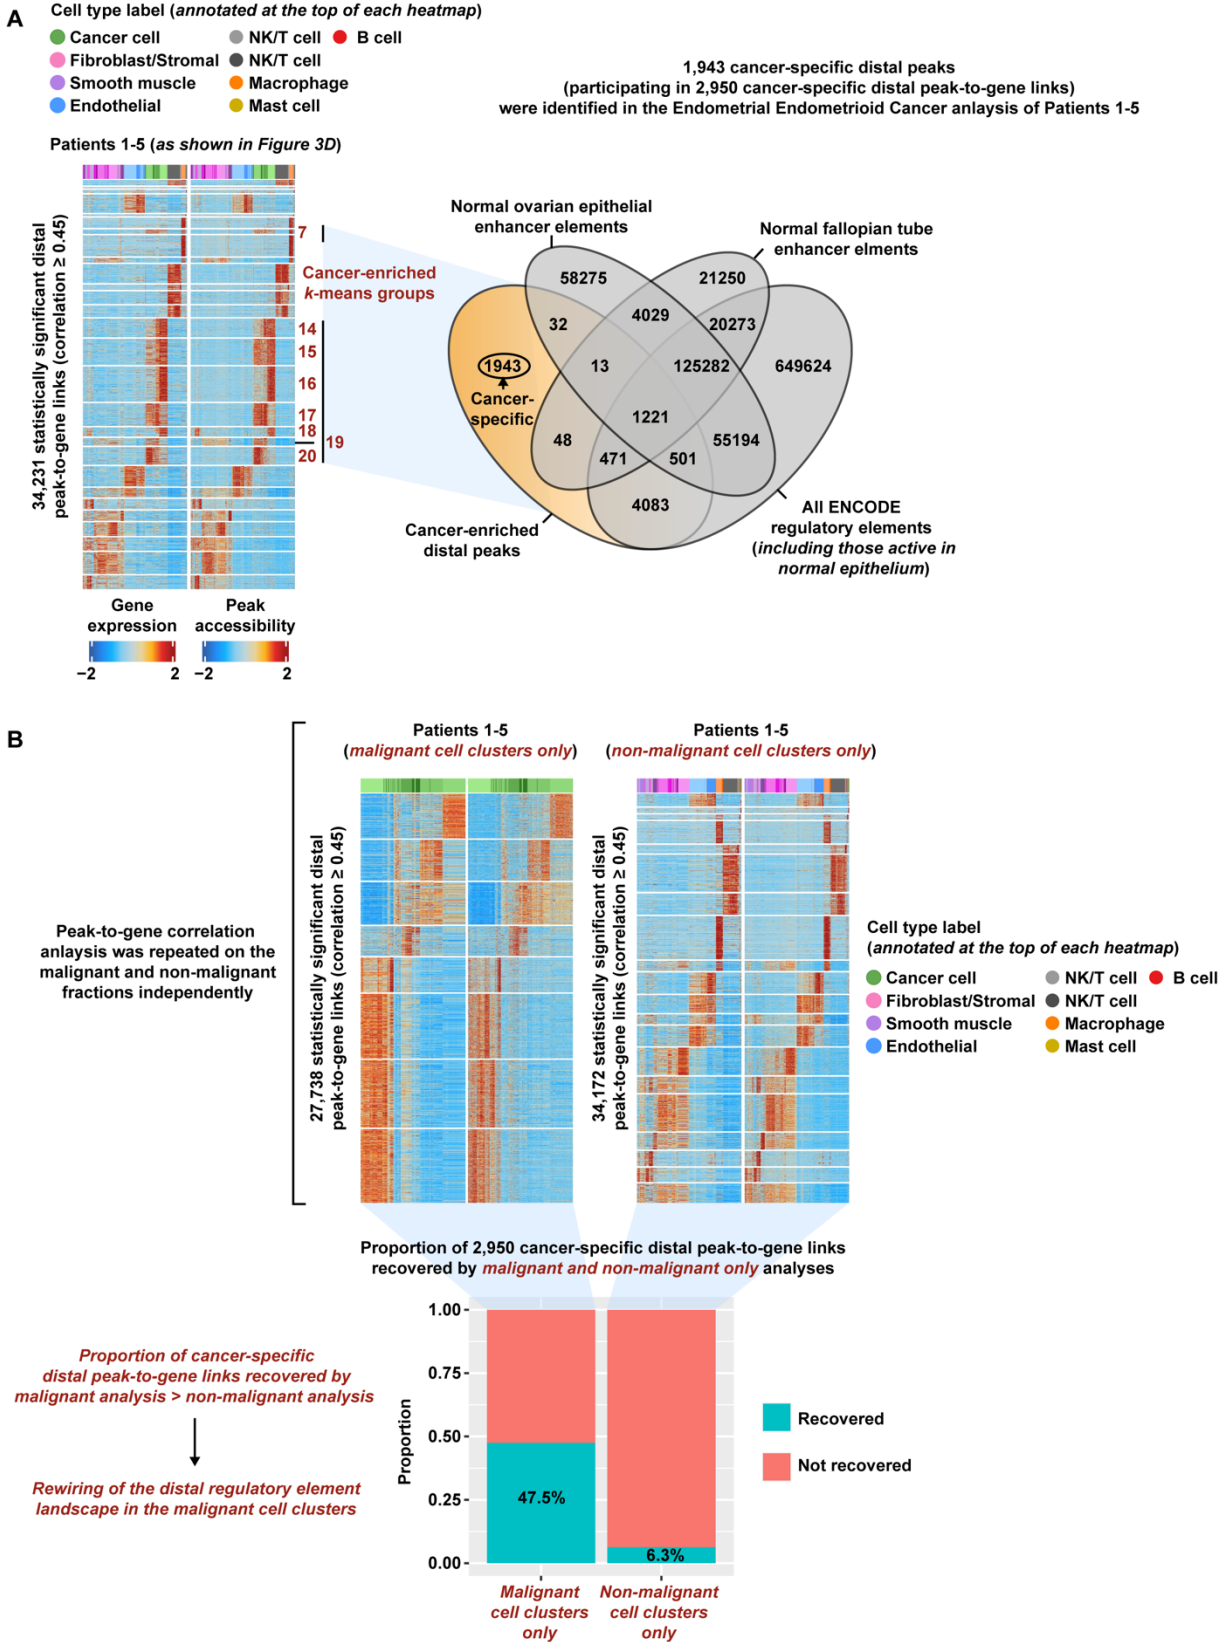 A
Cell type label (annotated at the top of each heatmap)
Cancer cell
NK/T cell
B cell
Fibroblast/Stromal
NK/T cell
Smooth muscle
Macrophage
Endothelial
Mast cell
1,943 cancer-specific distal peaks
(participating in 2,950 cancer-specific distal peak-to-gene links)
were identified in the Endometrial Endometrioid Cancer anlaysis of Patients 1-5
Patients 1-5 (as shown in Figure 3D)
34,231 statistically significant distal
peak-to-gene links (correlation ≥ 0.45)
7
Cancer-enriched
k-means groups
14
15
16
17
18
19
20
Gene
expression
Peak
accessibility
−2
2
−2
2
Normal ovarian epithelial
enhancer elements
Normal fallopian tube
enhancer elments
58275
21250
32
4029
20273
1943
13
125282
649624
Cancer-
specific
1221
48
55194
471
501
4083
Cancer-enriched
distal peaks
All ENCODE
regulatory elements
(including those active in
normal epithelium)
B
Patients 1-5
(malignant cell clusters only)
Patients 1-5
(non-malignant cell clusters only)
Peak-to-gene correlation
anlaysis was repeated on the
malignant and non-malignant
fractions independently
27,738 statistically significant distal
peak-to-gene links (correlation ≥ 0.45)
34,172 statistically significant distal
peak-to-gene links (correlation ≥ 0.45)
Cell type label
(annotated at the top of each heatmap)
Cancer cell
NK/T cell
B cell
Fibroblast/Stromal
NK/T cell
Smooth muscle
Macrophage
Endothelial
Mast cell
Proportion of 2,950 cancer-specific distal peak-to-gene links
recovered by malignant and non-malignant only analyses
Proportion of cancer-specific
distal peak-to-gene links recovered by
malignant analysis > non-malignant analysis
Rewiring of the distal regulatory element
landscape in the malignant cell clusters
Proportion
1.00
0.75
0.50
0.25
0.00
47.5%
6.3%
Recovered
Not recovered
Malignant
cell clusters
only
Non-malignant
cell clusters
only